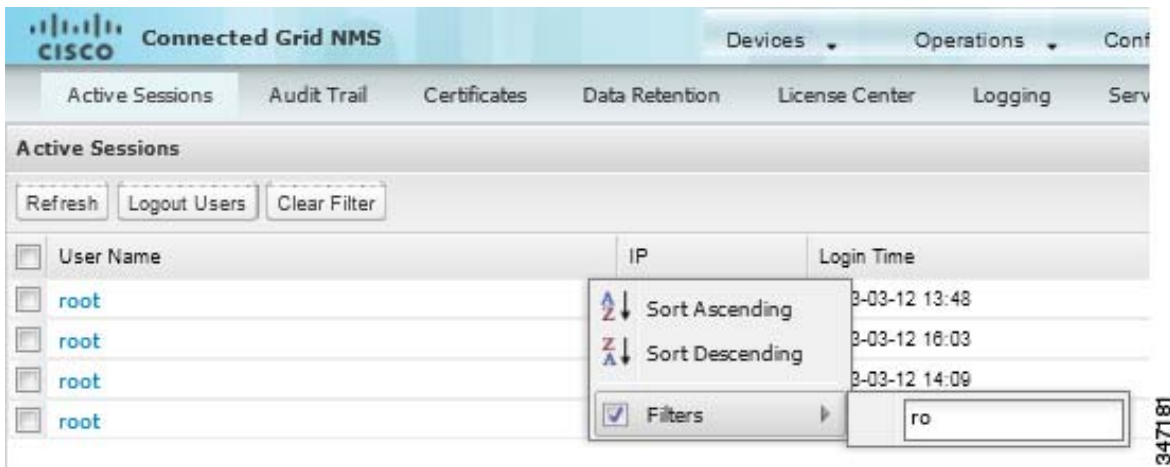 CISCO Connected Grid NMS Devices Operations Conf
Active Sessions Audit Trail Certificates Data Retention License Center Logging Serv
Active Sessions
Refresh Logout Users Clear Filter
User Name IP Login Time
root 3-03-12 13:48
Sort Ascending
root 3-03-12 16:03
Sort Descending
root 3-03-12 14:09
root
Filters ro
347181